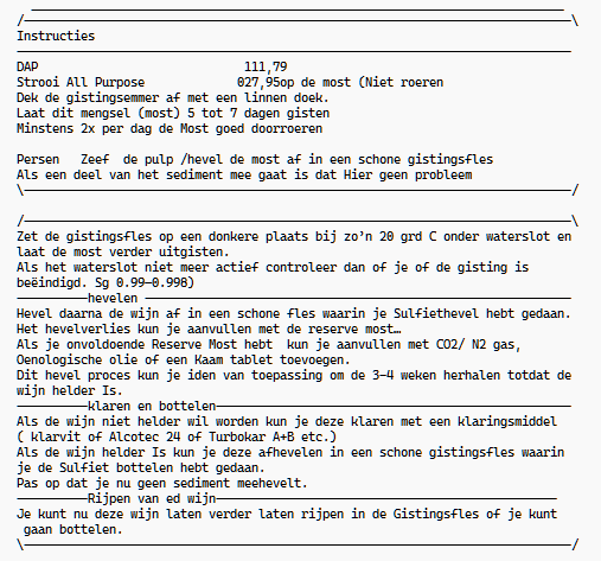 Instructies
DAP 111,79
Strooi All Purpose 027,95op de most (Niet roeren
Dek de gistingsemmer af met een linnen doek.
Laat dit mengsel (most) 5 tot 7 dagen gisten
Minstens 2x per dag de Most goed doorroeren
Persen Zeef de pulp /hevel de most af in een schone gistingsfles
Als een deel van het sediment mee gaat is dat Hier geen probleem
Zet de gistingsfles op een donkere plaats bij zo’n 20 grd C onder waterslot en
laat de most verder uitgisten.
Als het waterslot niet meer actief controleer dan of je of de gisting is
beëindigd. Sg 0.99–0.998)
hevelen
Hevel daarna de wijn af in een schone fles waarin je Sulfiethevel hebt gedaan.
Het hevelverlies kun je aanvullen met de reserve most…
Als je onvoldoende Reserve Most hebt kun je aanvullen met CO2/ N2 gas,
Oenologische olie of een Kaam tablet toevoegen.
Dit hevel proces kun je iden van toepassing om de 3–4 weken herhalen totdat de
wijn helder Is.
klaren en bottelen
Als de wijn niet helder wil worden kun je deze klaren met een klaringsmiddel
( klarvit of Alcotec 24 of Turbokar A+B etc.)
Als de wijn helder Is kun je deze afhevelen in een schone gistingsfles waarin
je de Sulfiet bottelen hebt gedaan.
Pas op dat je nu geen sediment meehevelt.
Rijpen van ed wijn
Je kunt nu deze wijn laten verder laten rijpen in de Gistingsfles of je kunt
gaan bottelen.